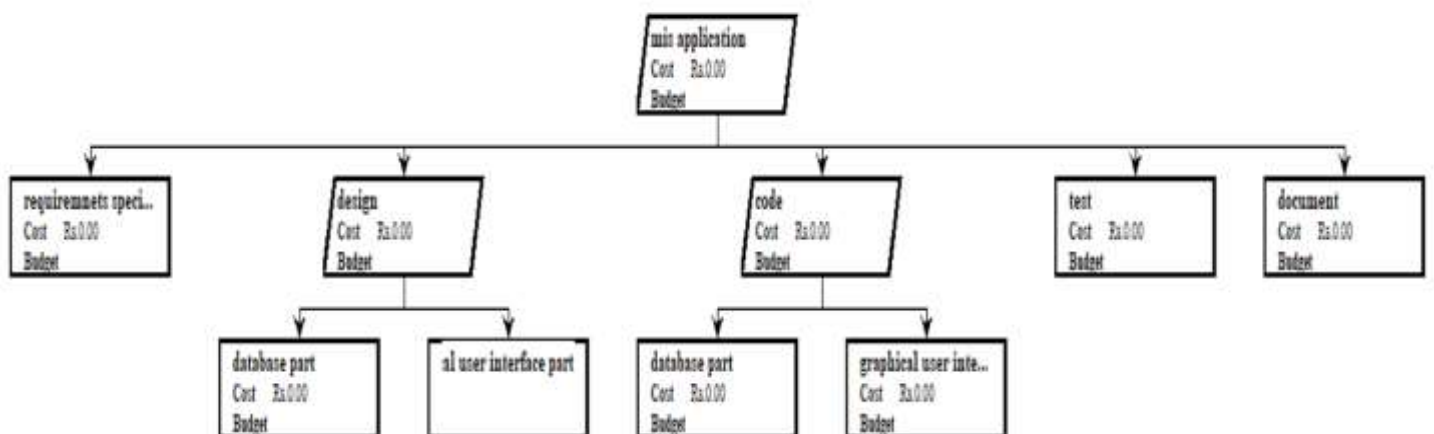 mis application
Cost Rs.0.00
Budget
requiremnets speci...
Cost Rs.0.00
Budget
design
Cost Rs.0.00
Budget
code
Cost Rs.0.00
Budget
test
Cost Rs.0.00
Budget
document
Cost Rs.0.00
Budget
database part
Cost Rs.0.00
Budget
al user interface part
database part
Cost Rs.0.00
Budget
graphical user inte...
Cost Rs.0.00
Budget